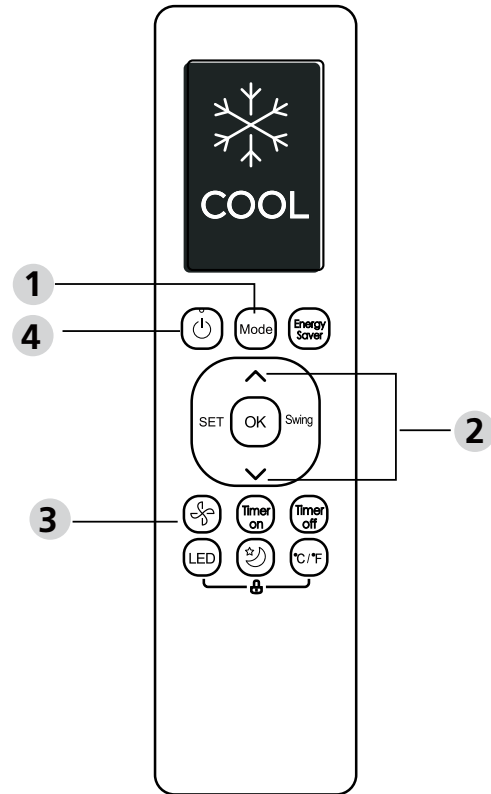 COOL
1
4
Mode
Energy
Saver
2
SET
OK
Swing
3
Timer
on
Timer
off
LED
°C/°F